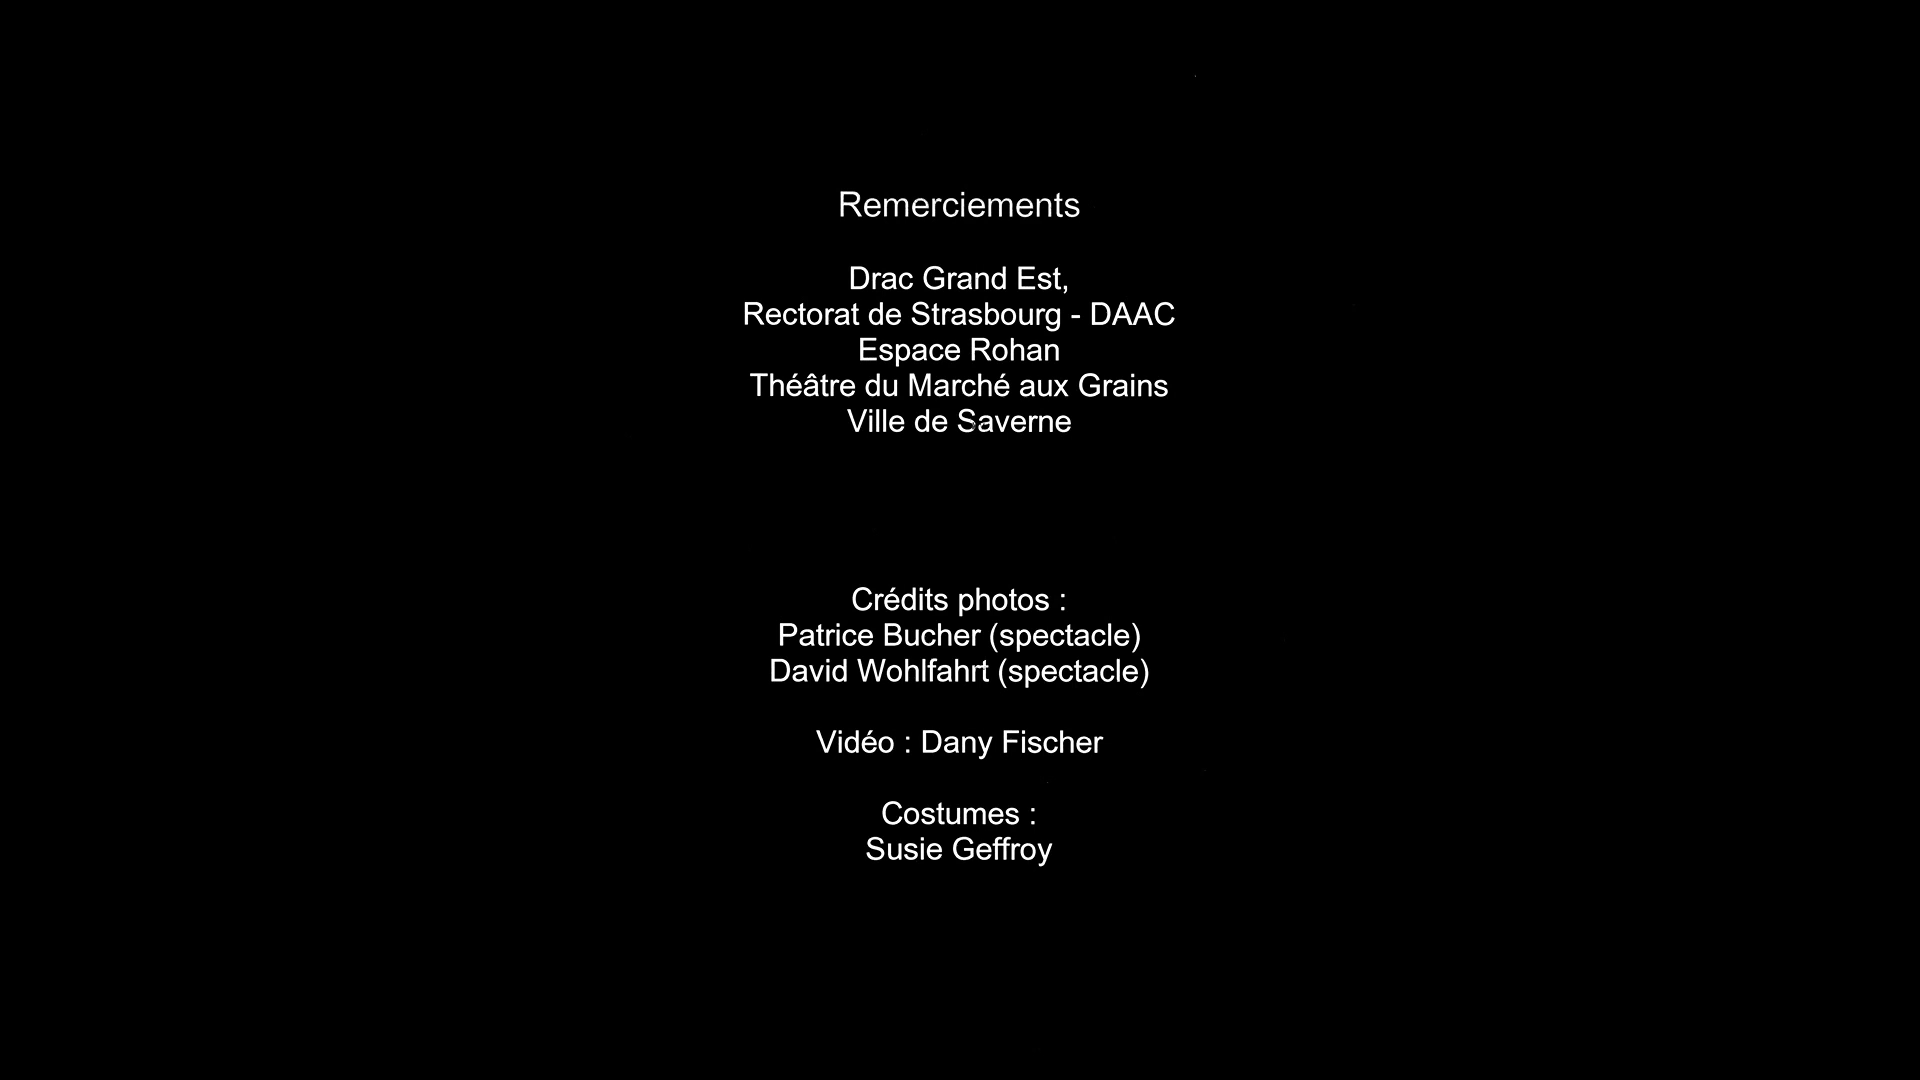 Remerciements
Drac Grand Est,
Rectorat de Strasbourg - DAAC
Espace Rohan
Théâtre du Marché aux Grains
Ville de Saverne
Crédits photos :
Patrice Bucher (spectacle)
David Wohlfahrt (spectacle)
Vidéo : Dany Fischer
Costumes :
Susie Geffroy